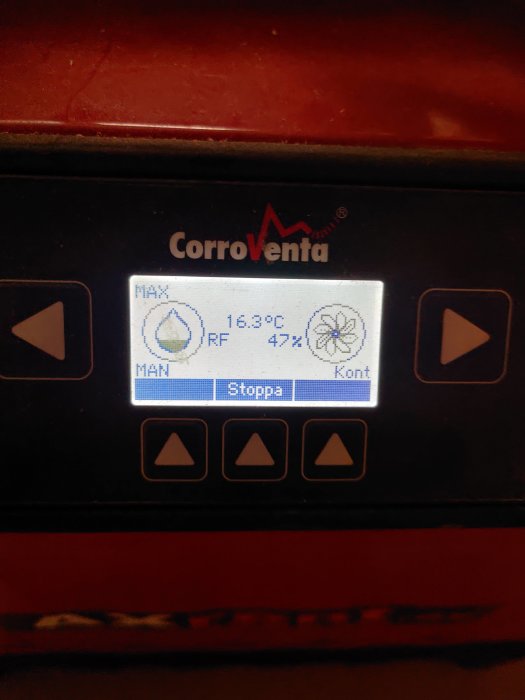 CorroVenta®
MAX
16.3°C
RF 47%
MAN Kont
Stoppa